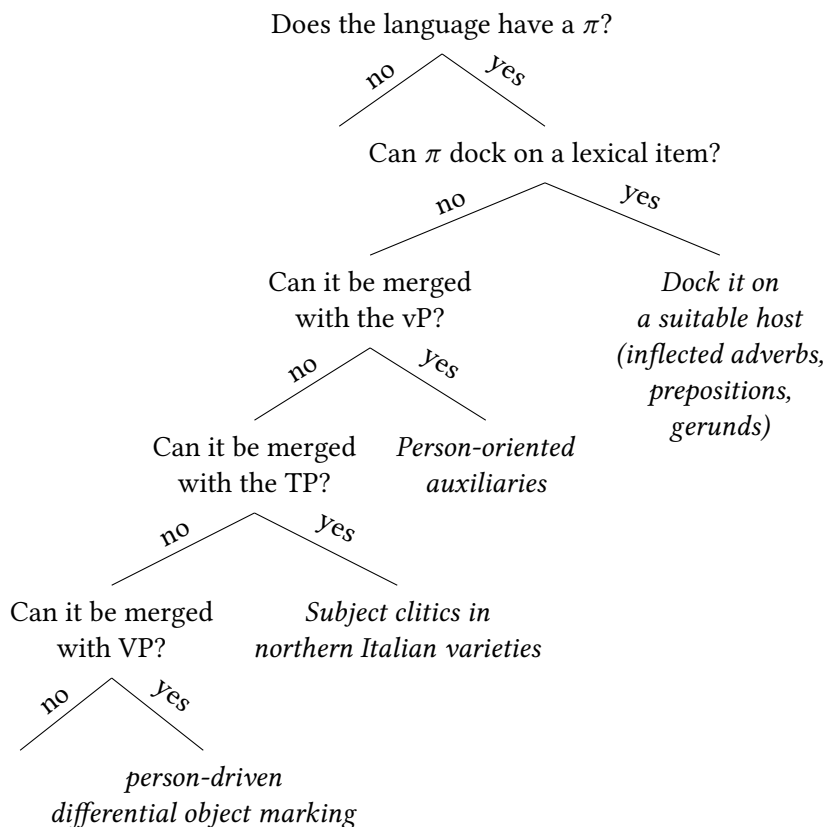 Does the language have a π?
no
yes
Can π dock on a lexical item?
no
yes
Can it be merged
with the vP?
Dock it on
a suitable host
(inflected adverbs,
prepositions,
gerunds)
no
yes
Can it be merged
with the TP?
Person-oriented
auxiliaries
no
yes
Can it be merged
with VP?
Subject clitics in
northern Italian varieties
no
yes
person-driven
differential object marking